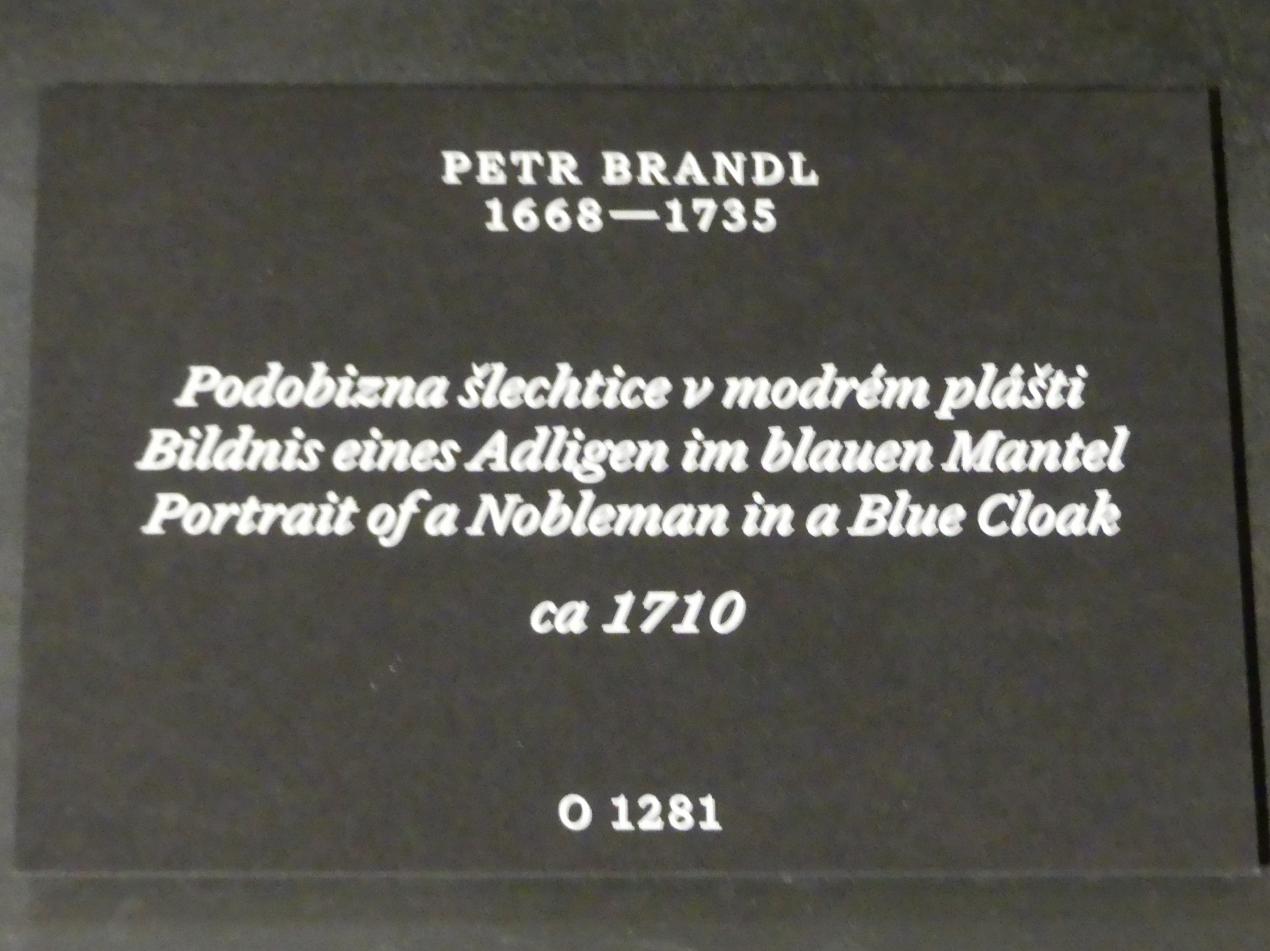 PETR BRANDL
1668—1735
Podobizna šlechtice v modrém plášti
Bildnis eines Adligen im blauen Mantel
Portrait of a Nobleman in a Blue Cloak
ca 1710
O 1281